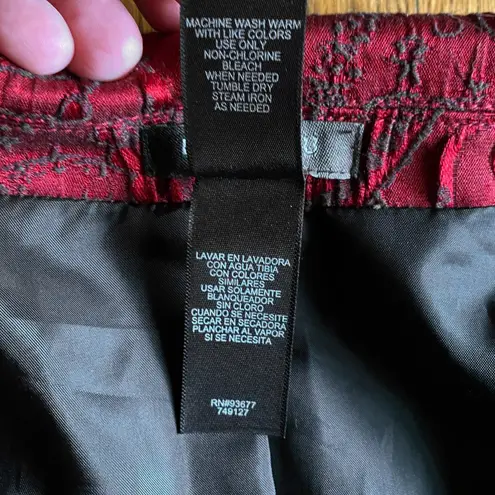 MACHINE WASH WARM
WITH LIKE COLORS
USE ONLY
NON-CHLORINE
BLEACH
WHEN NEEDED
TUMBLE DRY
STEAM IRON
AS NEEDED
LAVAR EN LAVADORA
CON AGUA TIBIA
CON COLORES
SIMILARES
USAR SOLAMENTE
BLANQUEADOR
SIN CLORO
CUANDO SE NECESITE
SECAR EN SECADORA
PLANCHAR AL VAPOR
SI SE NECESITA
RN#93677
749127